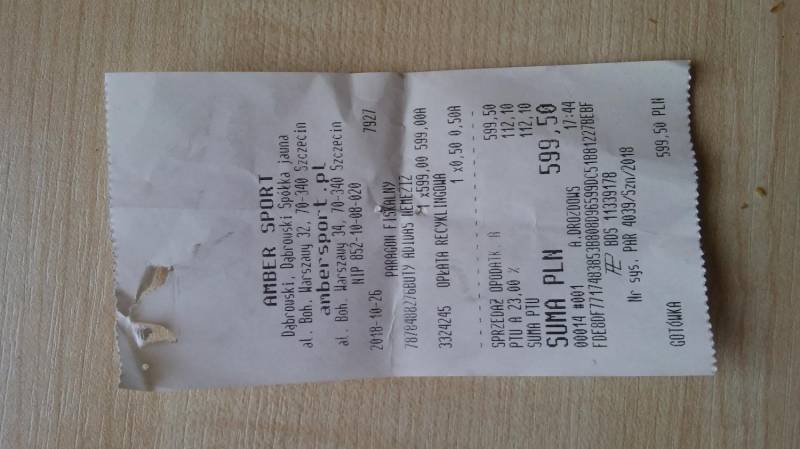 AMBER SPORT
Dąbrowski, Dąbrowski Spółka jawna
al. Boh. Warszawy 32, 70-340 Szczecin
ambersport.pl
al. Boh. Warszawy 34, 70-340 Szczecin
NIP 852-10-08-020
2018-10-26 7927
PARAGON FISKALNY
BUTY ADIDAS NEMEZIZ
1 x599,00 599,00A
3324245 OPŁATA RECYKLINGOWA
1 x0,50 0,50A
SPRZEDAŻ OPODATK. A 599,50
PTU A 23,00 % 112,10
SUMA PTU 112,10
SUMA PLN 599,50
00014 #001 A.DROZDOWS 17:44
BDS 11339178
Nr sys. PAR 4039/Szn/2018
GOTÓWKA 599,50 PLN